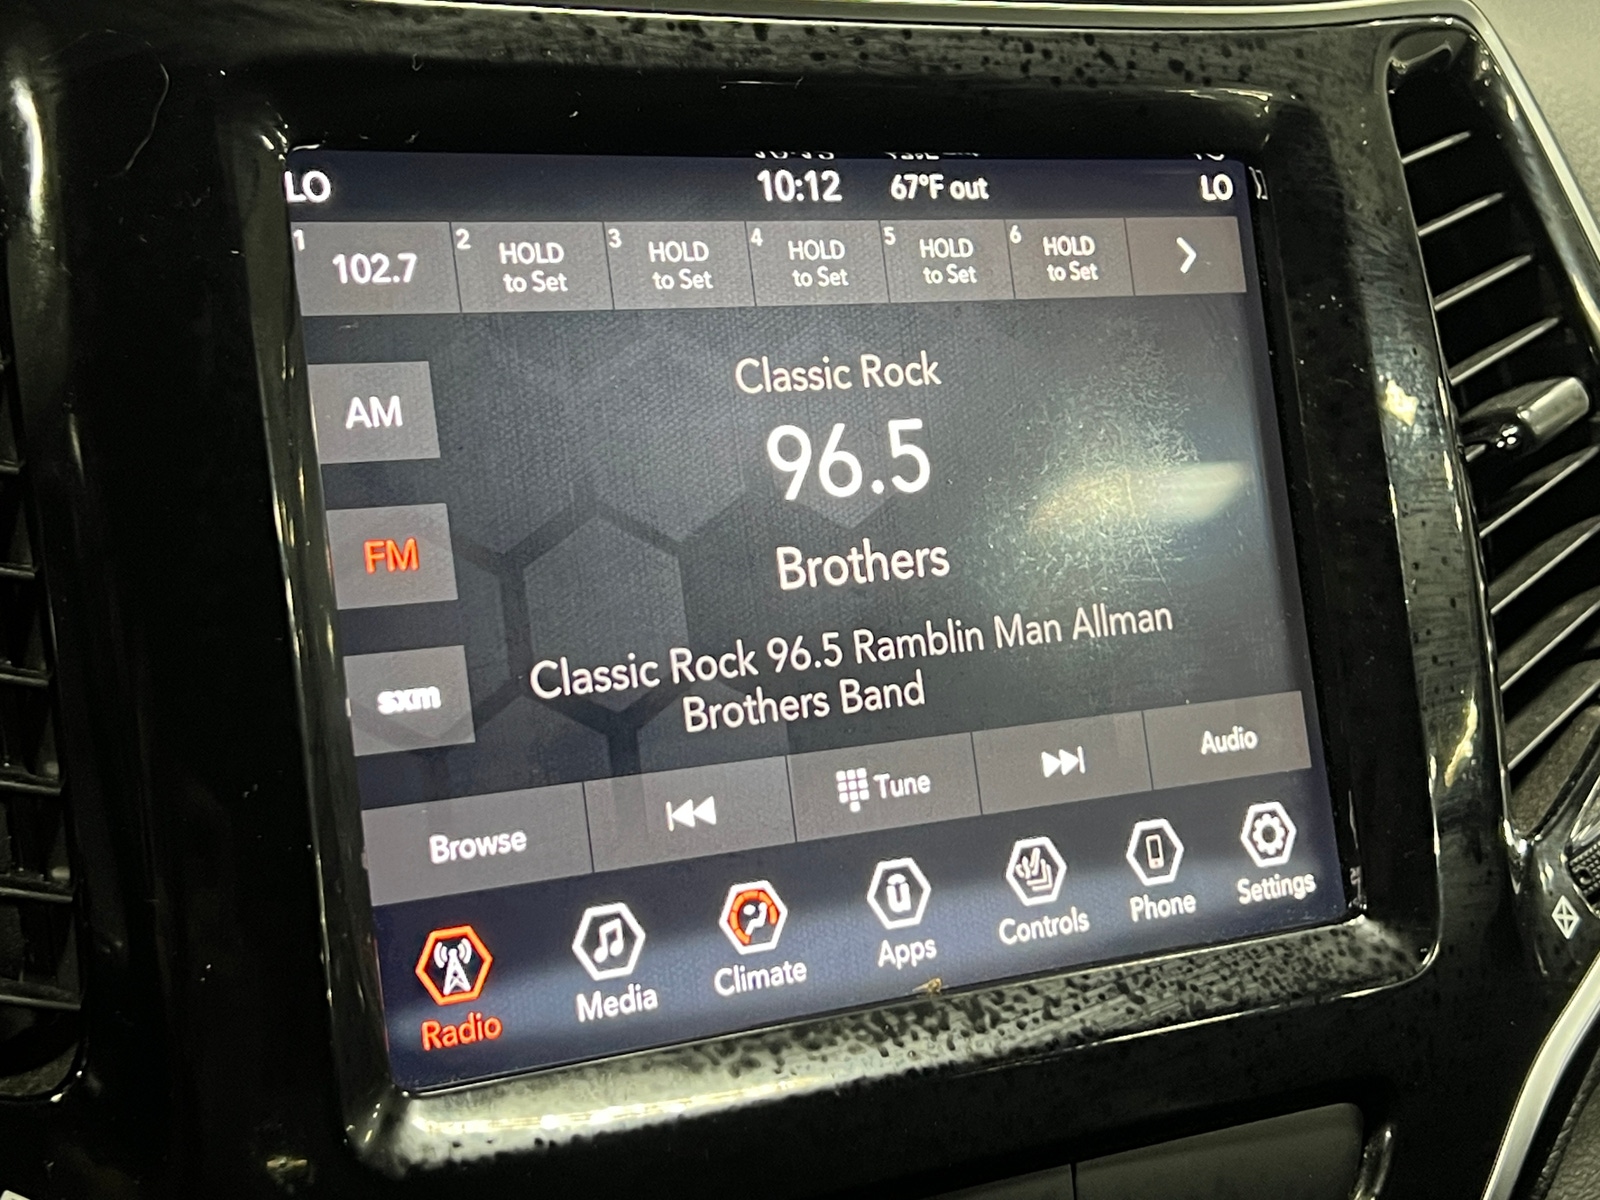 LO 10:12 67°F out LO
1 102.7
2 HOLD to Set
3 HOLD to Set
4 HOLD to Set
5 HOLD to Set
6 HOLD to Set
Classic Rock
AM
96.5
FM
Brothers
Classic Rock 96.5 Ramblin Man Allman
Brothers Band
sxm
Browse
Tune
Audio
Radio
Media
Climate
Apps
Controls
Phone
Settings